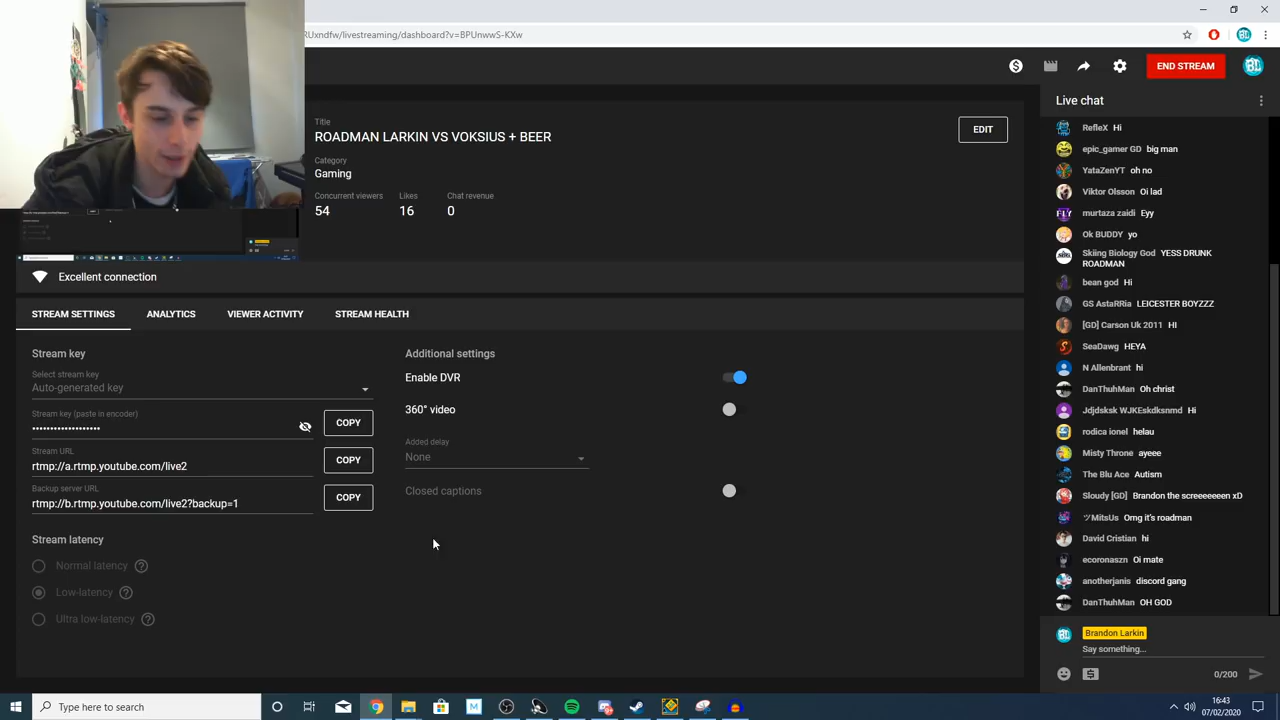 RUxndfw/livestreaming/dashboard?v=BPUnwwS-KXw
END STREAM
Title
ROADMAN LARKIN VS VOKSIUS + BEER
EDIT
Category
Gaming
Concurrent viewers
Likes
Chat revenue
54
16
0
Excellent connection
STREAM SETTINGS
ANALYTICS
VIEWER ACTIVITY
STREAM HEALTH
Stream key
Select stream key
Auto-generated key
Stream key (paste in encoder)
••••••••••••••••••• COPY
Stream URL
rtmp://a.rtmp.youtube.com/live2 COPY
Backup server URL
rtmp://b.rtmp.youtube.com/live2?backup=1 COPY
Stream latency
Normal latency
Low-latency
Ultra low-latency
Additional settings
Enable DVR
360° video
Added delay
None
Closed captions
Live chat
RefleX Hi
epic_gamer GD big man
YataZenYT oh no
Viktor Olsson Oi lad
murtaza zaidi Eyy
Ok BUDDY yo
Skiing Biology God YESS DRUNK
ROADMAN
bean god Hi
GS AstaRRia LEICESTER BOYZZZ
[GD] Carson Uk 2011 Hi
SeaDawg HEYA
N Allenbrant hi
DanThuhMan Oh christ
Jdjdsksk WJKEskdksnmd Hi
rodica ionel helau
Misty Throne ayeee
The Blu Ace Autism
Sloudy [GD] Brandon the screeeeeeen xD
ツMitsUs Omg it's roadman
David Cristian hi
ecoronaszn Oi mate
anotherjanis discord gang
DanThuhMan OH GOD
Brandon Larkin
Say something...
0/200
Type here to search
16:43
07/02/2020